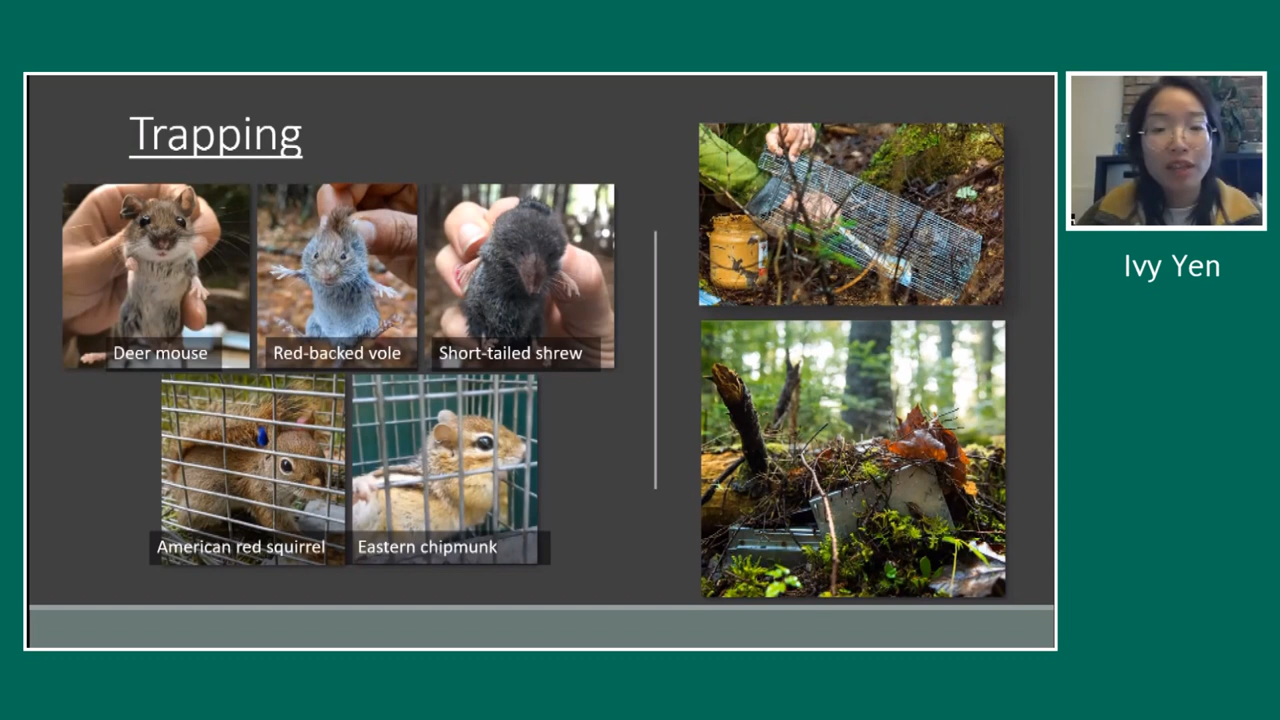 Trapping
Deer mouse
Red-backed vole
Short-tailed shrew
American red squirrel
Eastern chipmunk
Ivy Yen